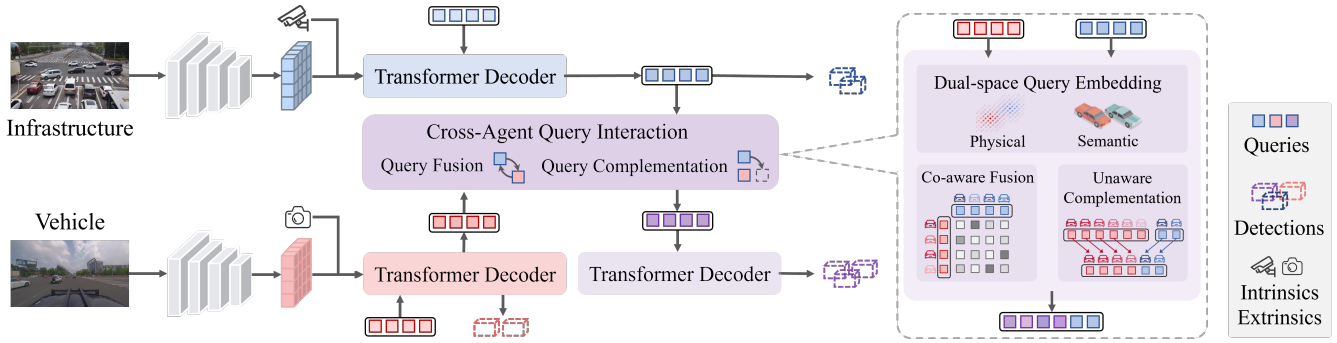 Infrastructure
Transformer Decoder
Cross-Agent Query Interaction
Query Fusion
Query Complementation
Vehicle
Transformer Decoder
Transformer Decoder
Dual-space Query Embedding
Physical
Semantic
Co-aware Fusion
Unaware
Complementation
Queries
Detections
Intrinsics
Extrinsics